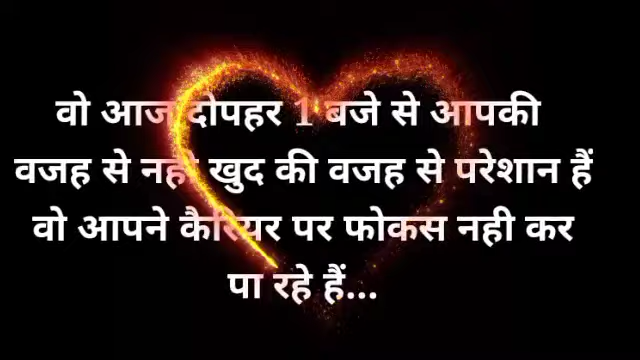 वो आज दोपहर 1 बजे से आपकी
वजह से नही खुद की वजह से परेशान हैं
वो आपने कैरियर पर फोकस नही कर
पा रहे हैं...